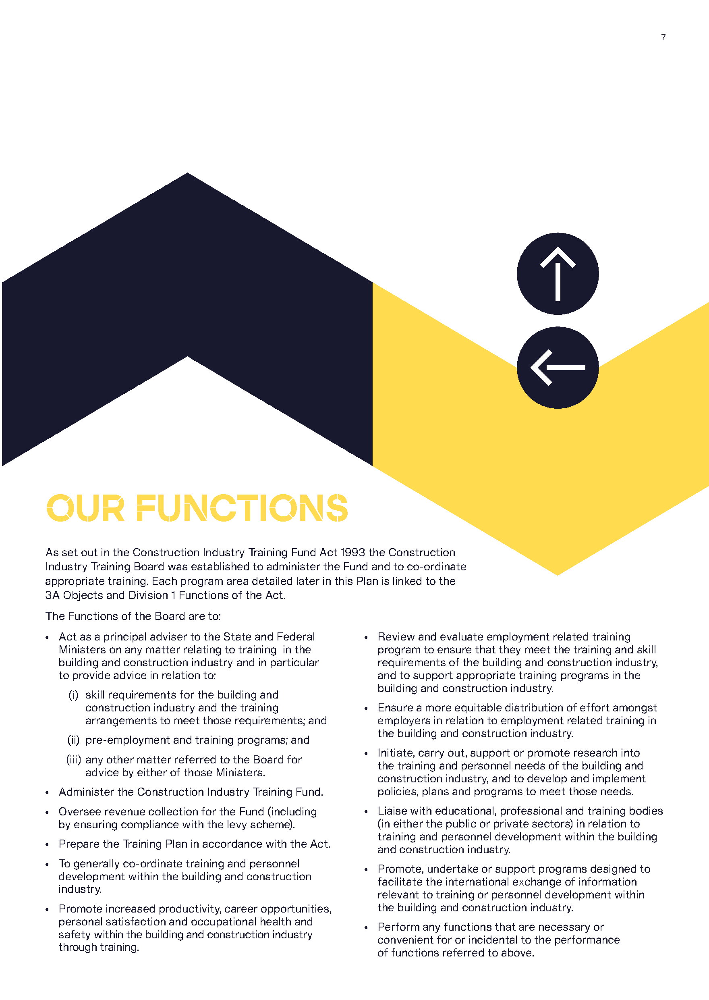 7
OUR FUNCTIONS
As set out in the Construction Industry Training Fund Act 1993 the Construction
Industry Training Board was established to administer the Fund and to co-ordinate
appropriate training. Each program area detailed later in this Plan is linked to the
3A Objects and Division 1 Functions of the Act.
The Functions of the Board are to:
• Act as a principal adviser to the State and Federal
Ministers on any matter relating to training in the
building and construction industry and in particular
to provide advice in relation to:
(i) skill requirements for the building and
construction industry and the training
arrangements to meet those requirements; and
(ii) pre-employment and training programs; and
(iii) any other matter referred to the Board for
advice by either of those Ministers.
• Administer the Construction Industry Training Fund.
• Oversee revenue collection for the Fund (including
by ensuring compliance with the levy scheme).
• Prepare the Training Plan in accordance with the Act.
• To generally co-ordinate training and personnel
development within the building and construction
industry.
• Promote increased productivity, career opportunities,
personal satisfaction and occupational health and
safety within the building and construction industry
through training.
• Review and evaluate employment related training
program to ensure that they meet the training and skill
requirements of the building and construction industry,
and to support appropriate training programs in the
building and construction industry.
• Ensure a more equitable distribution of effort amongst
employers in relation to employment related training in
the building and construction industry.
• Initiate, carry out, support or promote research into
the training and personnel needs of the building and
construction industry, and to develop and implement
policies, plans and programs to meet those needs.
• Liaise with educational, professional and training bodies
(in either the public or private sectors) in relation to
training and personnel development within the building
and construction industry.
• Promote, undertake or support programs designed to
facilitate the international exchange of information
relevant to training or personnel development within
the building and construction industry.
• Perform any functions that are necessary or
convenient for or incidental to the performance
of functions referred to above.